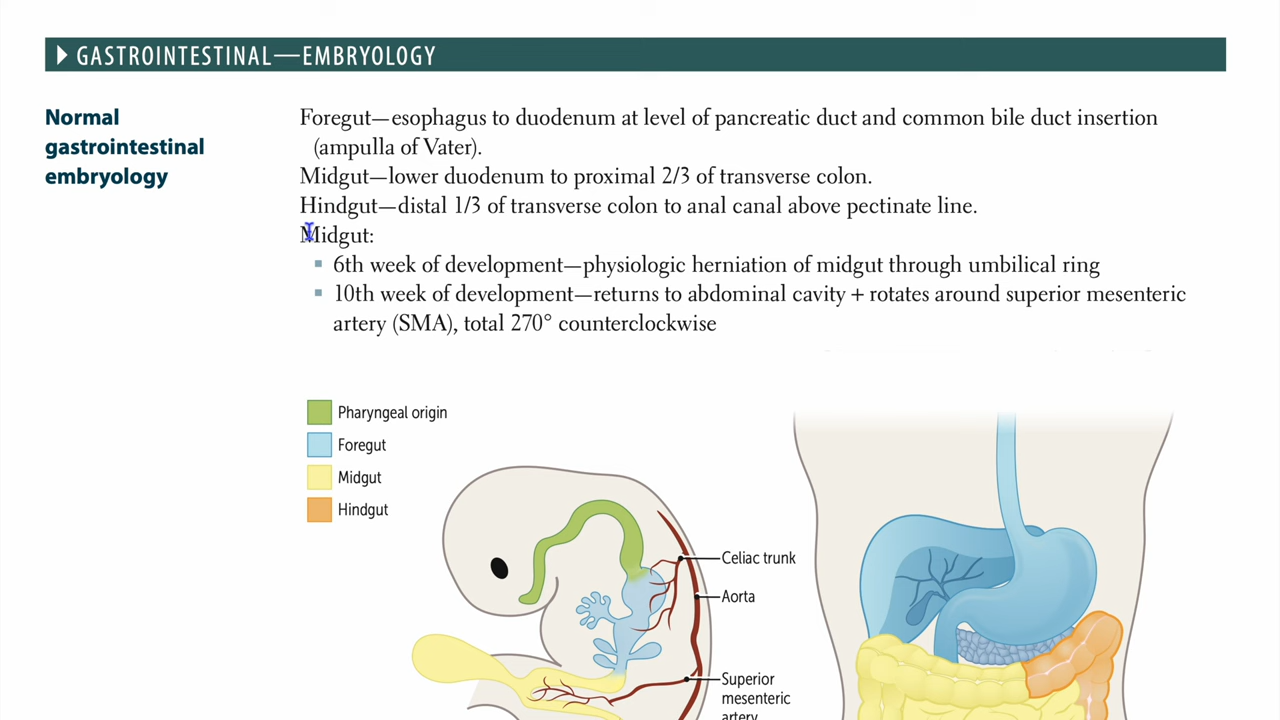 GASTROINTESTINAL—EMBRYOLOGY
Normal
gastrointestinal
embryology
Foregut—esophagus to duodenum at level of pancreatic duct and common bile duct insertion
(ampulla of Vater).
Midgut—lower duodenum to proximal 2/3 of transverse colon.
Hindgut—distal 1/3 of transverse colon to anal canal above pectinate line.
Midgut:
▪ 6th week of development—physiologic herniation of midgut through umbilical ring
▪ 10th week of development—returns to abdominal cavity + rotates around superior mesenteric
artery (SMA), total 270° counterclockwise
Pharyngeal origin
Foregut
Midgut
Hindgut
Celiac trunk
Aorta
Superior
mesenteric
artery